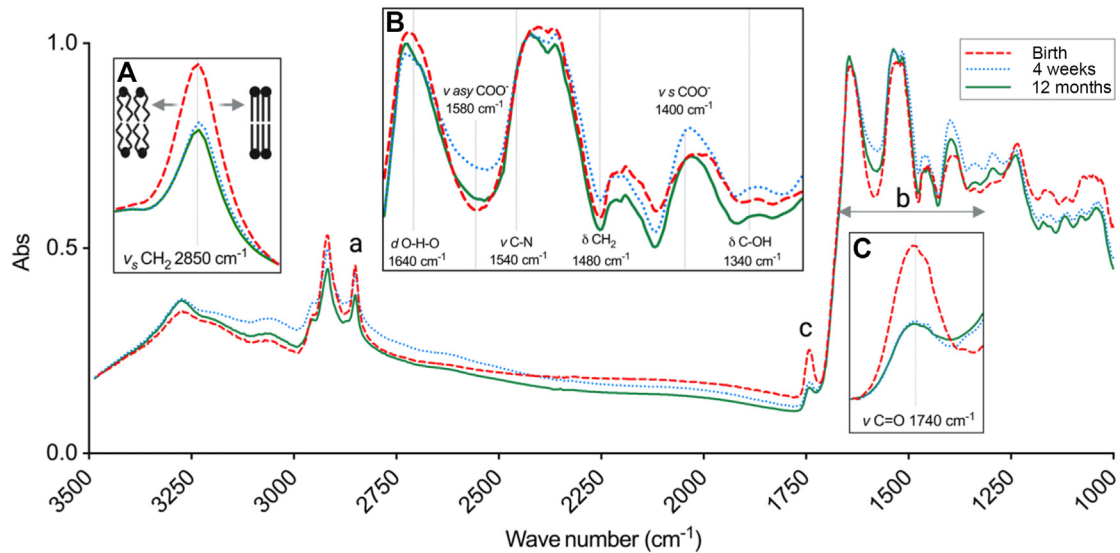 1.0
0.5
0.0
Abs
3500
3250
3000
2750
2500
2250
2000
1750
1500
1250
1000
Wave number (cm⁻¹)
Birth
4 weeks
12 months
a
b
c
A
νs CH2 2850 cm⁻¹
B
ν asy COO⁻
1580 cm⁻¹
ν s COO⁻
1400 cm⁻¹
d O-H-O
1640 cm⁻¹
ν C-N
1540 cm⁻¹
δ CH2
1480 cm⁻¹
δ C-OH
1340 cm⁻¹
C
ν C=O 1740 cm⁻¹